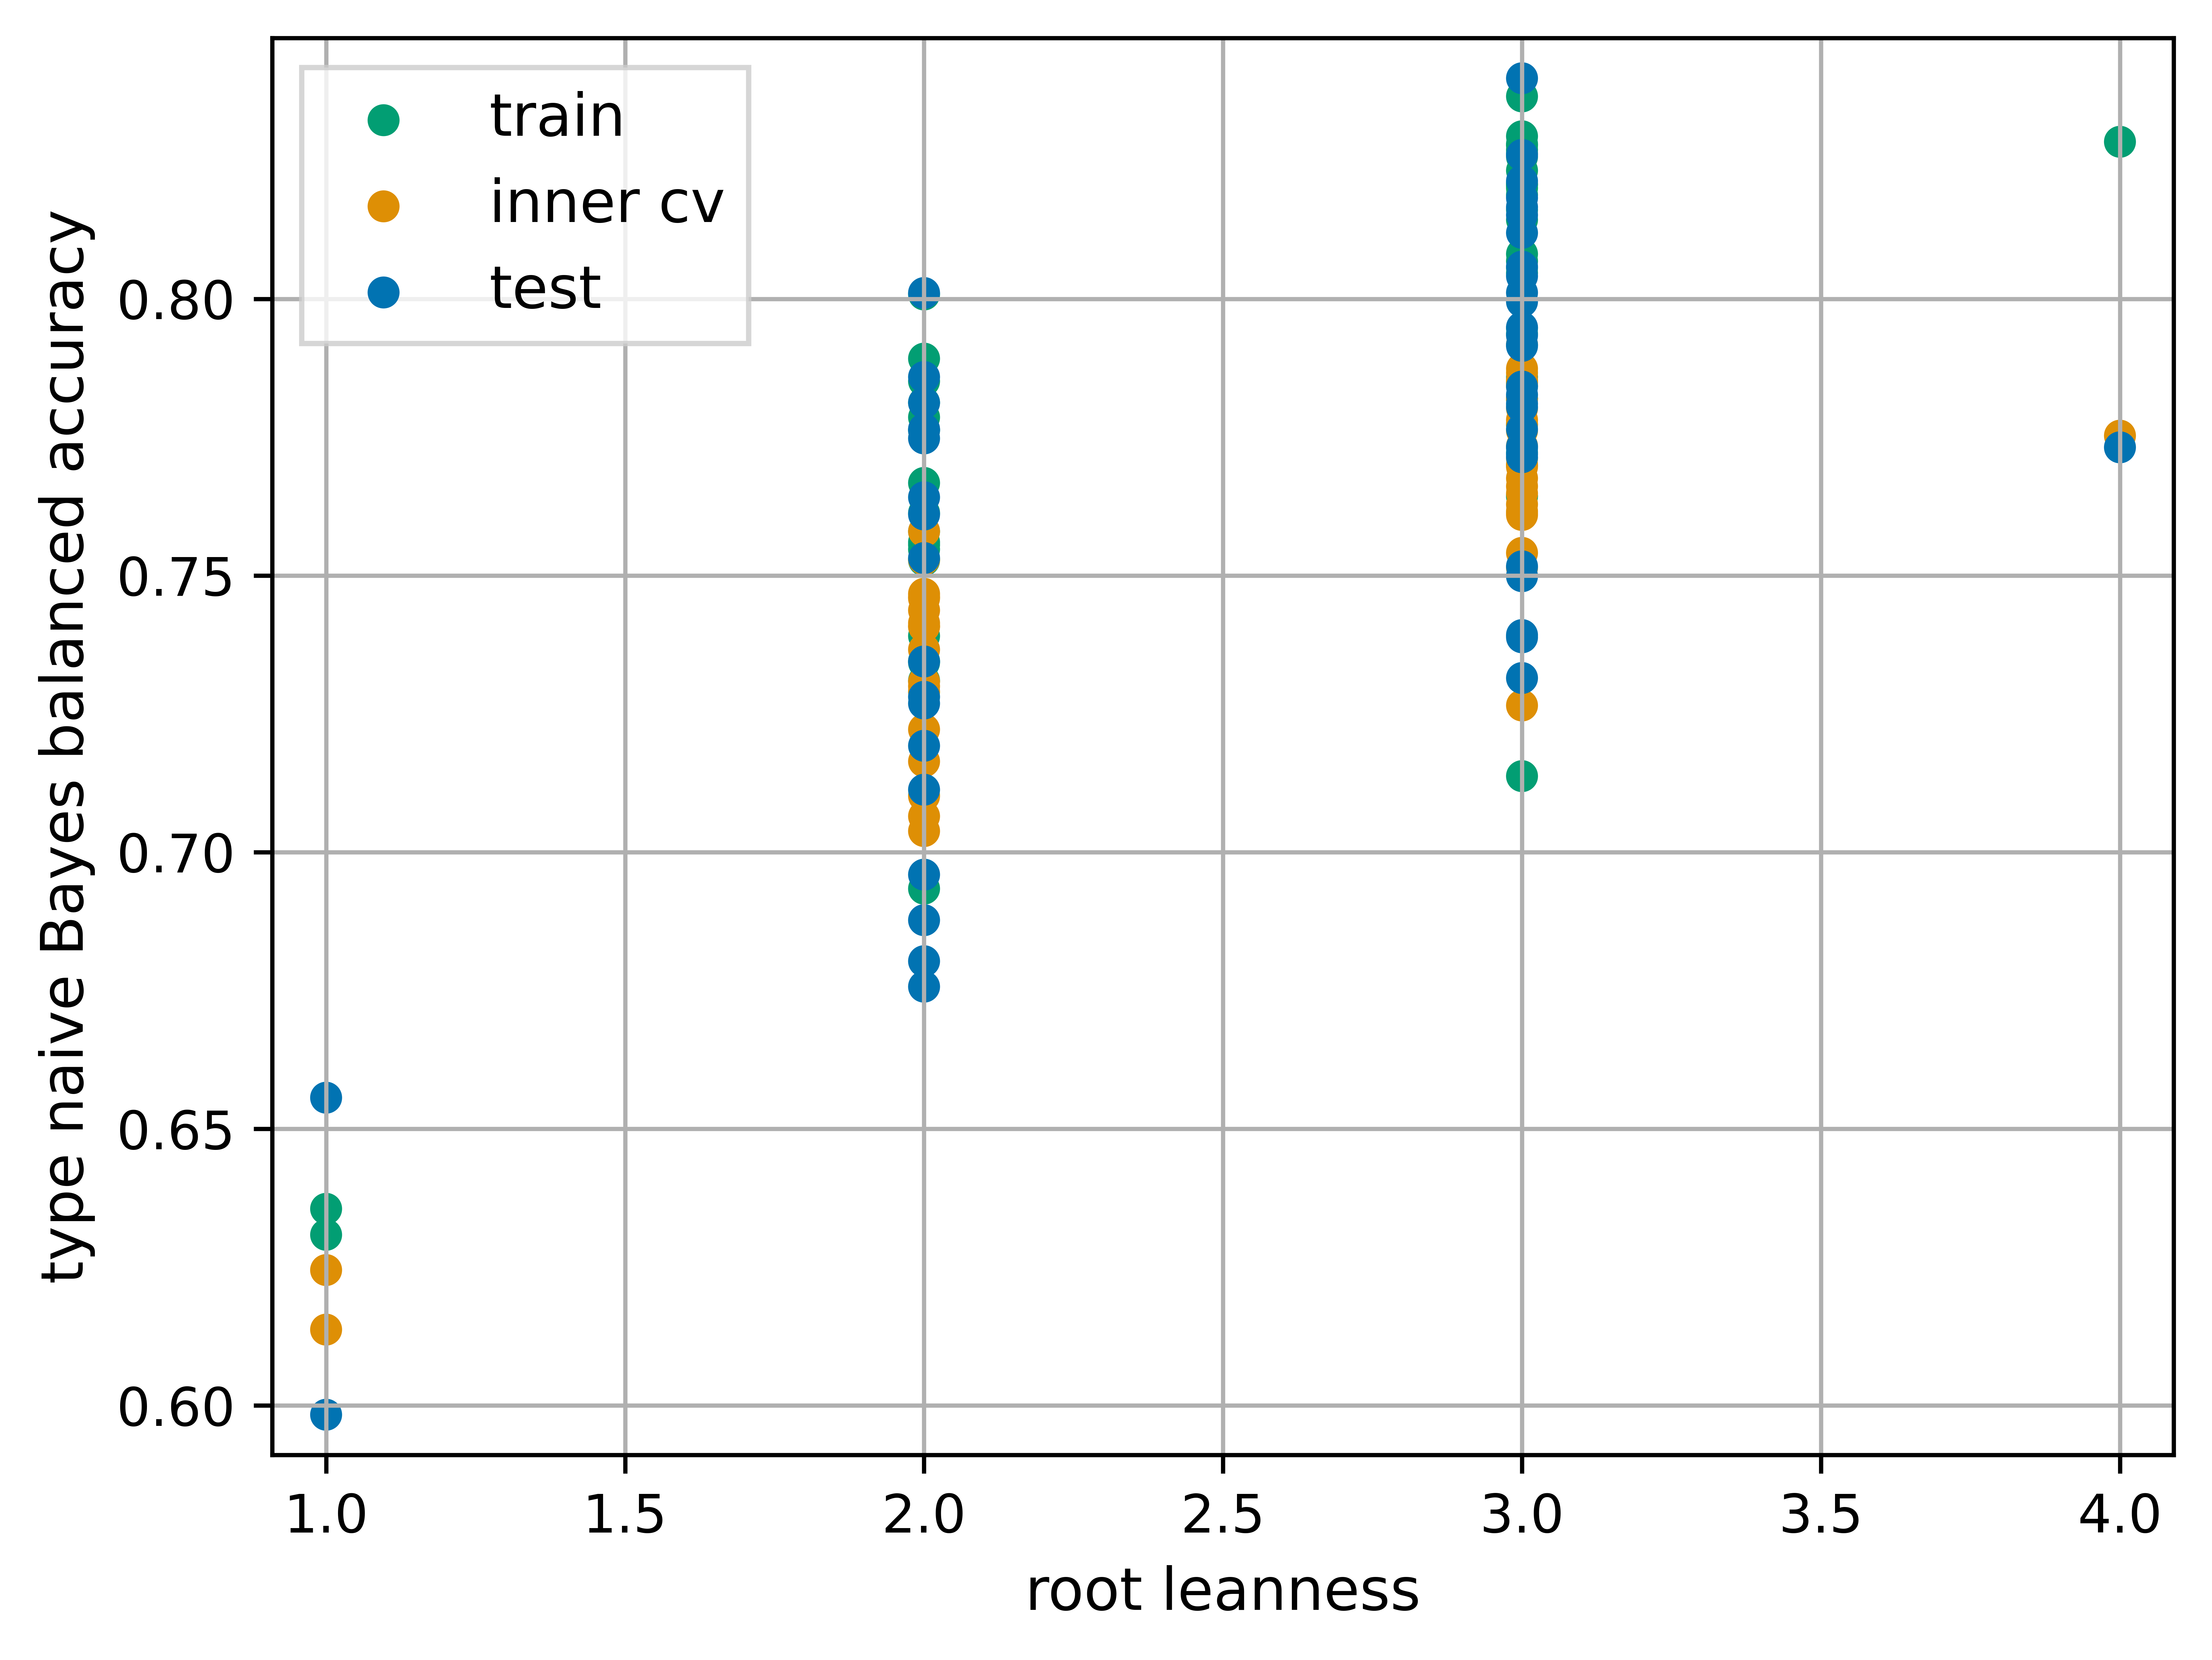 train
inner cv
test
type naive Bayes balanced accuracy
0.80
0.75
0.70
0.65
0.60
1.0 1.5 2.0 2.5 3.0 3.5 4.0
root leanness